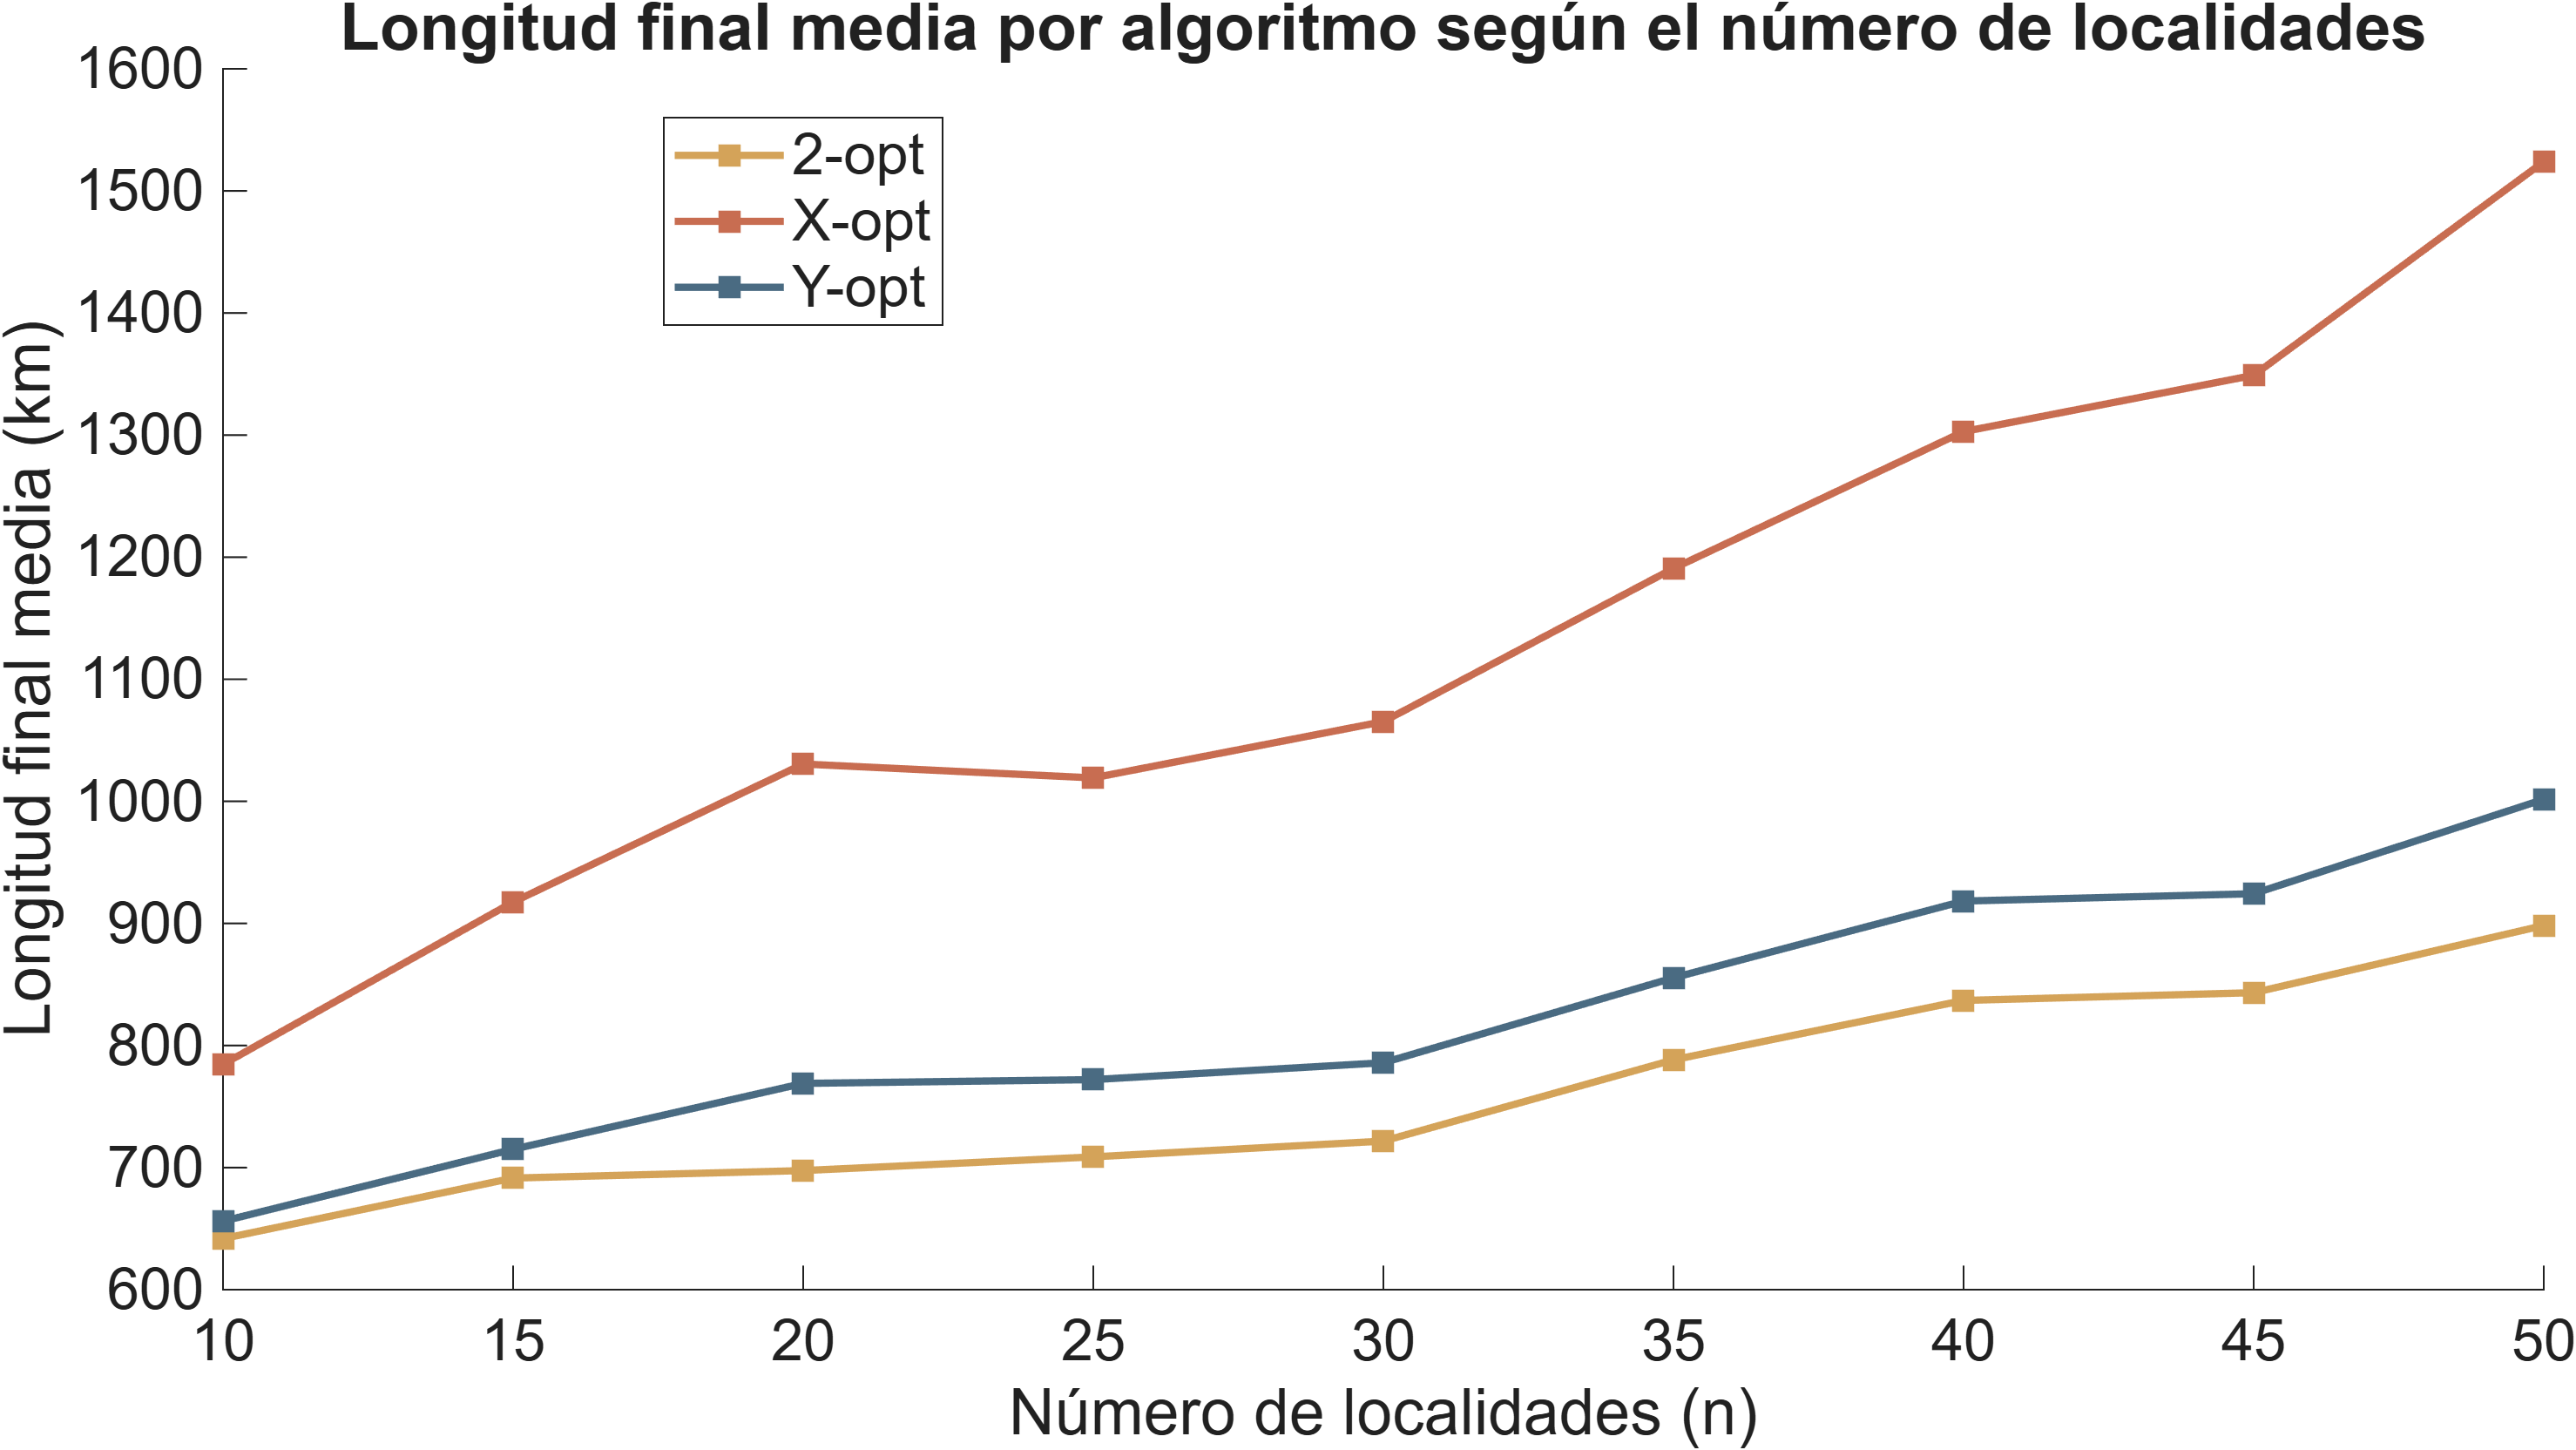 Longitud final media por algoritmo según el número de localidades
1600
1500
1400
1300
1200
1100
1000
900
800
700
600
Longitud final media (km)
2-opt
X-opt
Y-opt
10 15 20 25 30 35 40 45 50
Número de localidades (n)